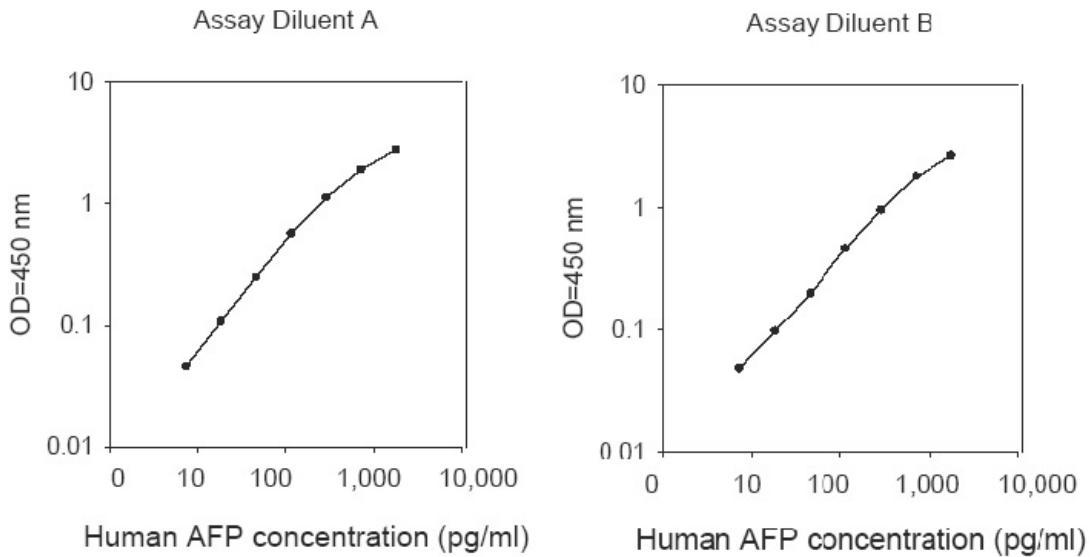 Assay Diluent A
10
1
0.1
0.01
0 10 100 1,000 10,000
OD=450 nm
Human AFP concentration (pg/ml)
Assay Diluent B
10
1
0.1
0.01
0 10 100 1,000 10,000
OD=450 nm
Human AFP concentration (pg/ml)